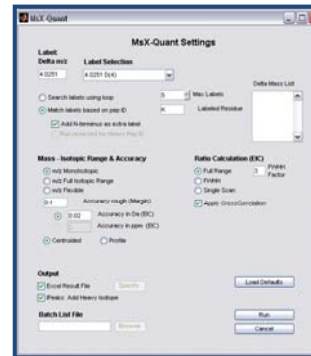 MsX-Quant
MsX-Quant Settings
Label:
Delta m/z
Label Selection
4.0251
4.0251 D(4)
Delta Mass List
Search labels using loop
5
Max Labels
Match labels based on pep ID
K
Labeled Residue
Add N-terminus as extra label
Mass - Isotopic Range & Accuracy
Ratio Calculation (EIC)
m/z Monoisotopic
Full Range
3
FWHM
Factor
m/z Full Isotopic Range
FWHM
m/z Flexible
Single Scan
0.1
Accuracy rough (Margin)
Apply CrossCorrelation
0.02
Accuracy in Da (EIC)
Accuracy in ppm (EIC)
Centroided
Profile
Output
Excel Result File
Specify
Load Defaults
Peaks: Add Heavy Isotope
Batch List File
Run
Browse
Cancel